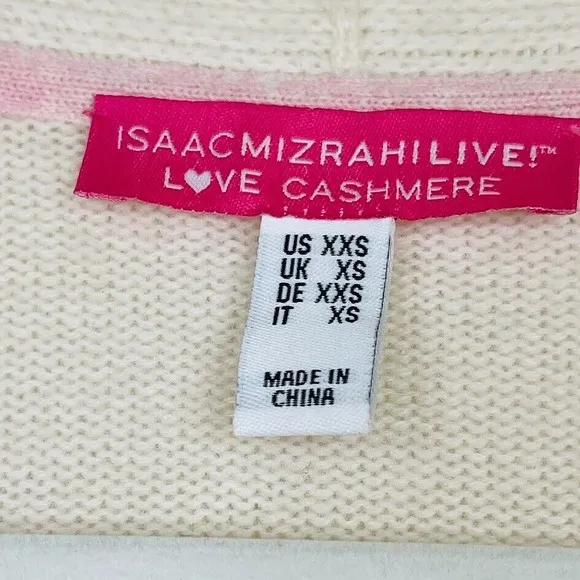 ISAACMIZRAHILIVE!™
L♥VE CASHMERE
US XXS
UK XS
DE XXS
IT XS
MADE IN
CHINA